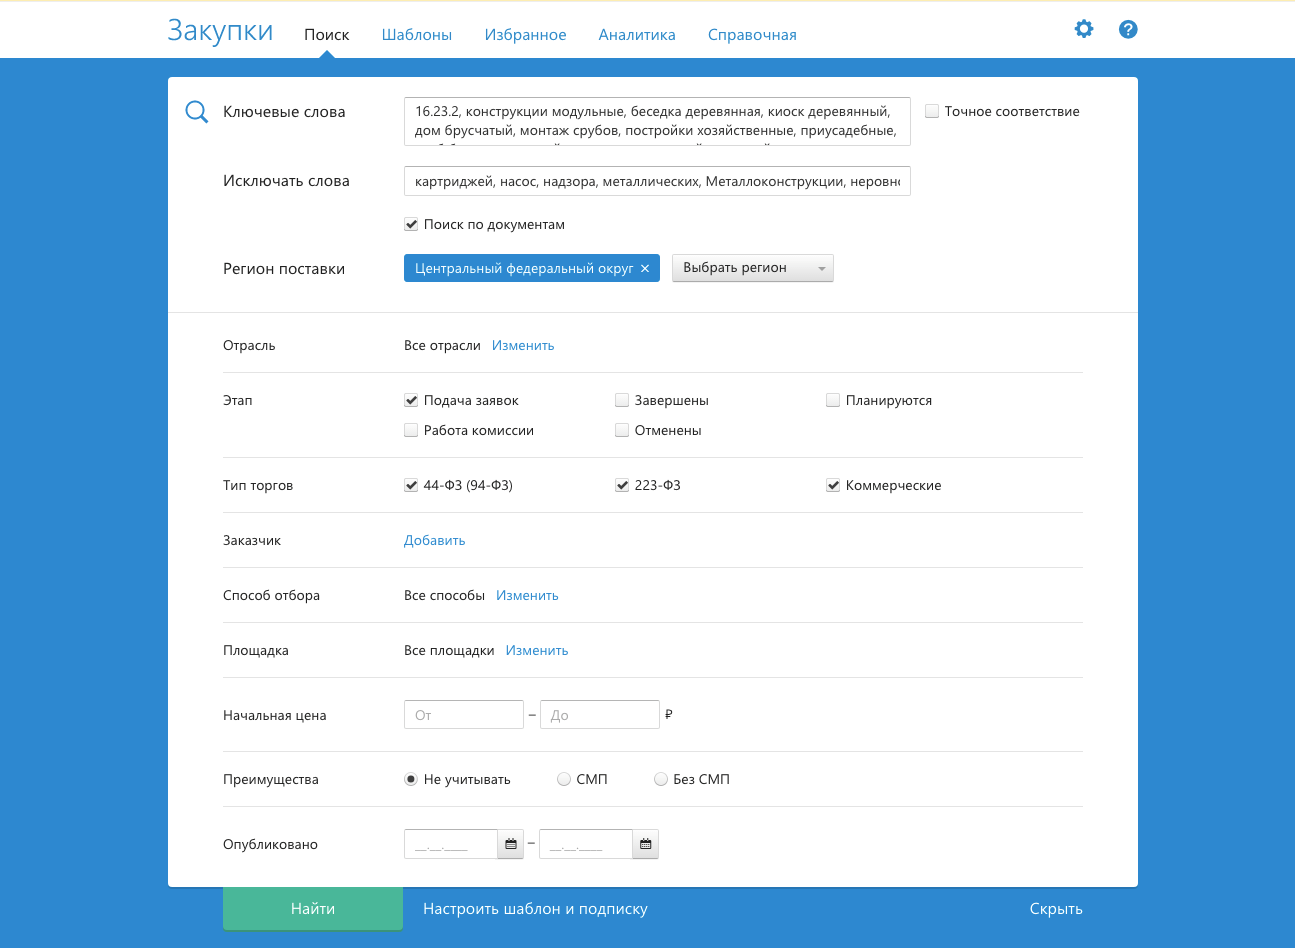 Закупки Поиск Шаблоны Избранное Аналитика Справочная
Ключевые слова 16.23.2, конструкции модульные, беседка деревянная, киоск деревянный, Точное соответствие
дом брусчатый, монтаж срубов, постройки хозяйственные, приусадебные,
Исключать слова картриджей, насос, надзора, металлических, Металлоконструкции, неровно
Поиск по документам
Регион поставки Центральный федеральный округ × Выбрать регион
Отрасль Все отрасли Изменить
Этап Подача заявок Завершены Планируются
Работа комиссии Отменены
Тип торгов 44-ФЗ (94-ФЗ) 223-ФЗ Коммерческие
Заказчик Добавить
Способ отбора Все способы Изменить
Площадка Все площадки Изменить
Начальная цена От – До ₽
Преимущества Не учитывать СМП Без СМП
Опубликовано __.__.____ – __.__.____
Найти Настроить шаблон и подписку Скрыть